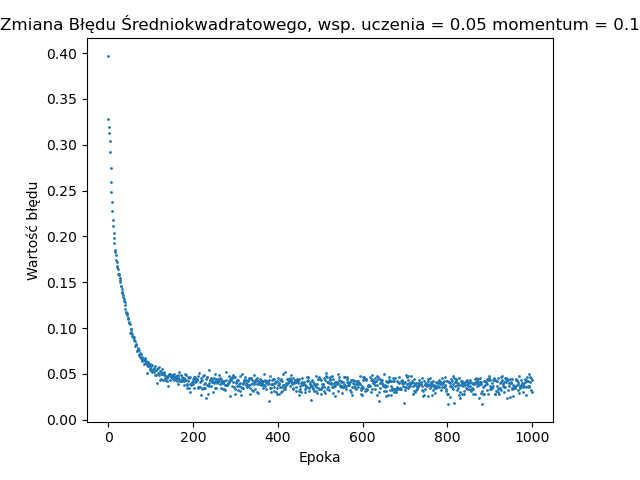 Zmiana Błędu Średniokwadratowego, wsp. uczenia = 0.05 momentum = 0.1
0.40
0.35
0.30
0.25
0.20
0.15
0.10
0.05
0.00
Wartość błędu
0 200 400 600 800 1000
Epoka